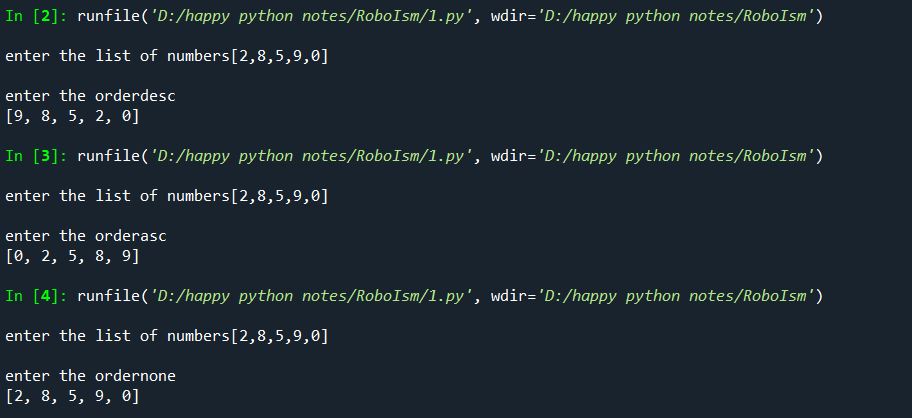 In [2]: runfile('D:/happy python notes/RoboIsm/1.py', wdir='D:/happy python notes/RoboIsm')
enter the list of numbers[2,8,5,9,0]
enter the orderdesc
[9, 8, 5, 2, 0]
In [3]: runfile('D:/happy python notes/RoboIsm/1.py', wdir='D:/happy python notes/RoboIsm')
enter the list of numbers[2,8,5,9,0]
enter the orderasc
[0, 2, 5, 8, 9]
In [4]: runfile('D:/happy python notes/RoboIsm/1.py', wdir='D:/happy python notes/RoboIsm')
enter the list of numbers[2,8,5,9,0]
enter the ordernone
[2, 8, 5, 9, 0]